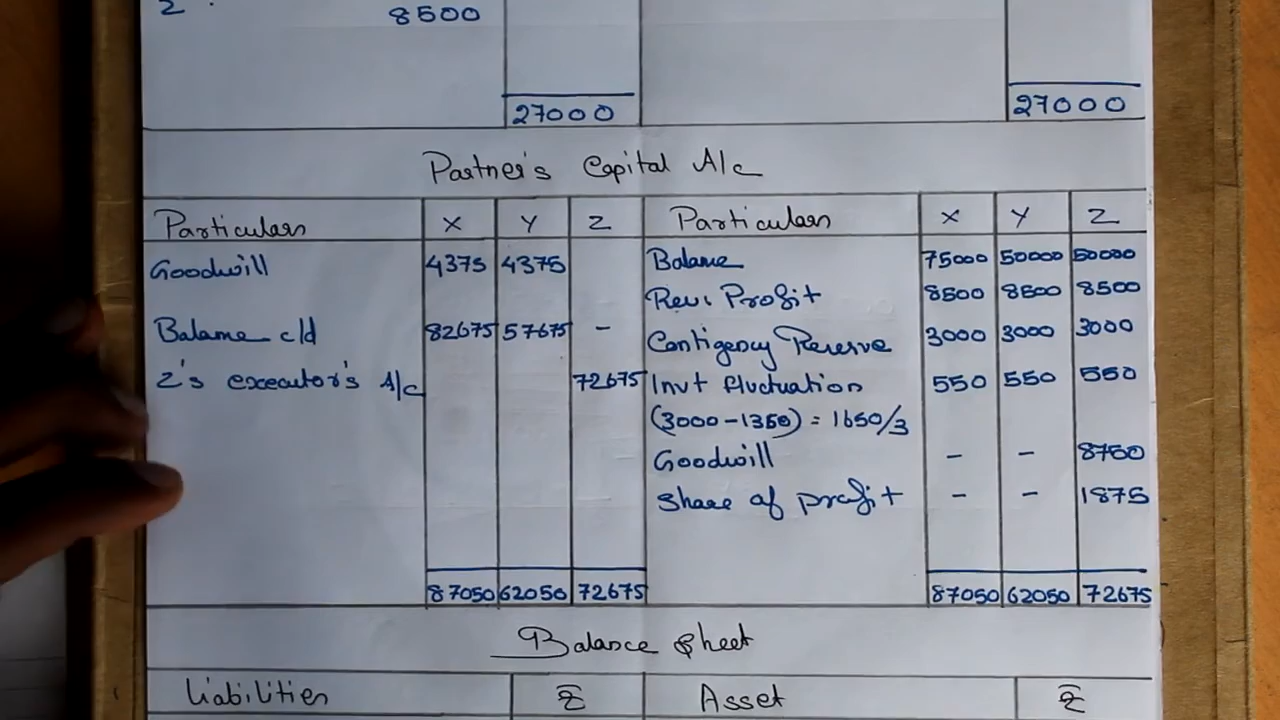 Z 8500
27000 27000
Partner's Capital A/c
Particulars X Y Z Particulars X Y Z
Goodwill 4375 4375 Balance 75000 50000 50000
Rev. Profit 8500 8500 8500
Balance c/d 82675 57675 - Contigency Reserve 3000 3000 3000
Z's executor's A/c 72675 Invt fluctuation 550 550 550
(3000-1350) = 1650/3
Goodwill - - 8750
Share of profit - - 1875
87050 62050 72675 87050 62050 72675
Balance Sheet
Liabilities ₹ Asset ₹